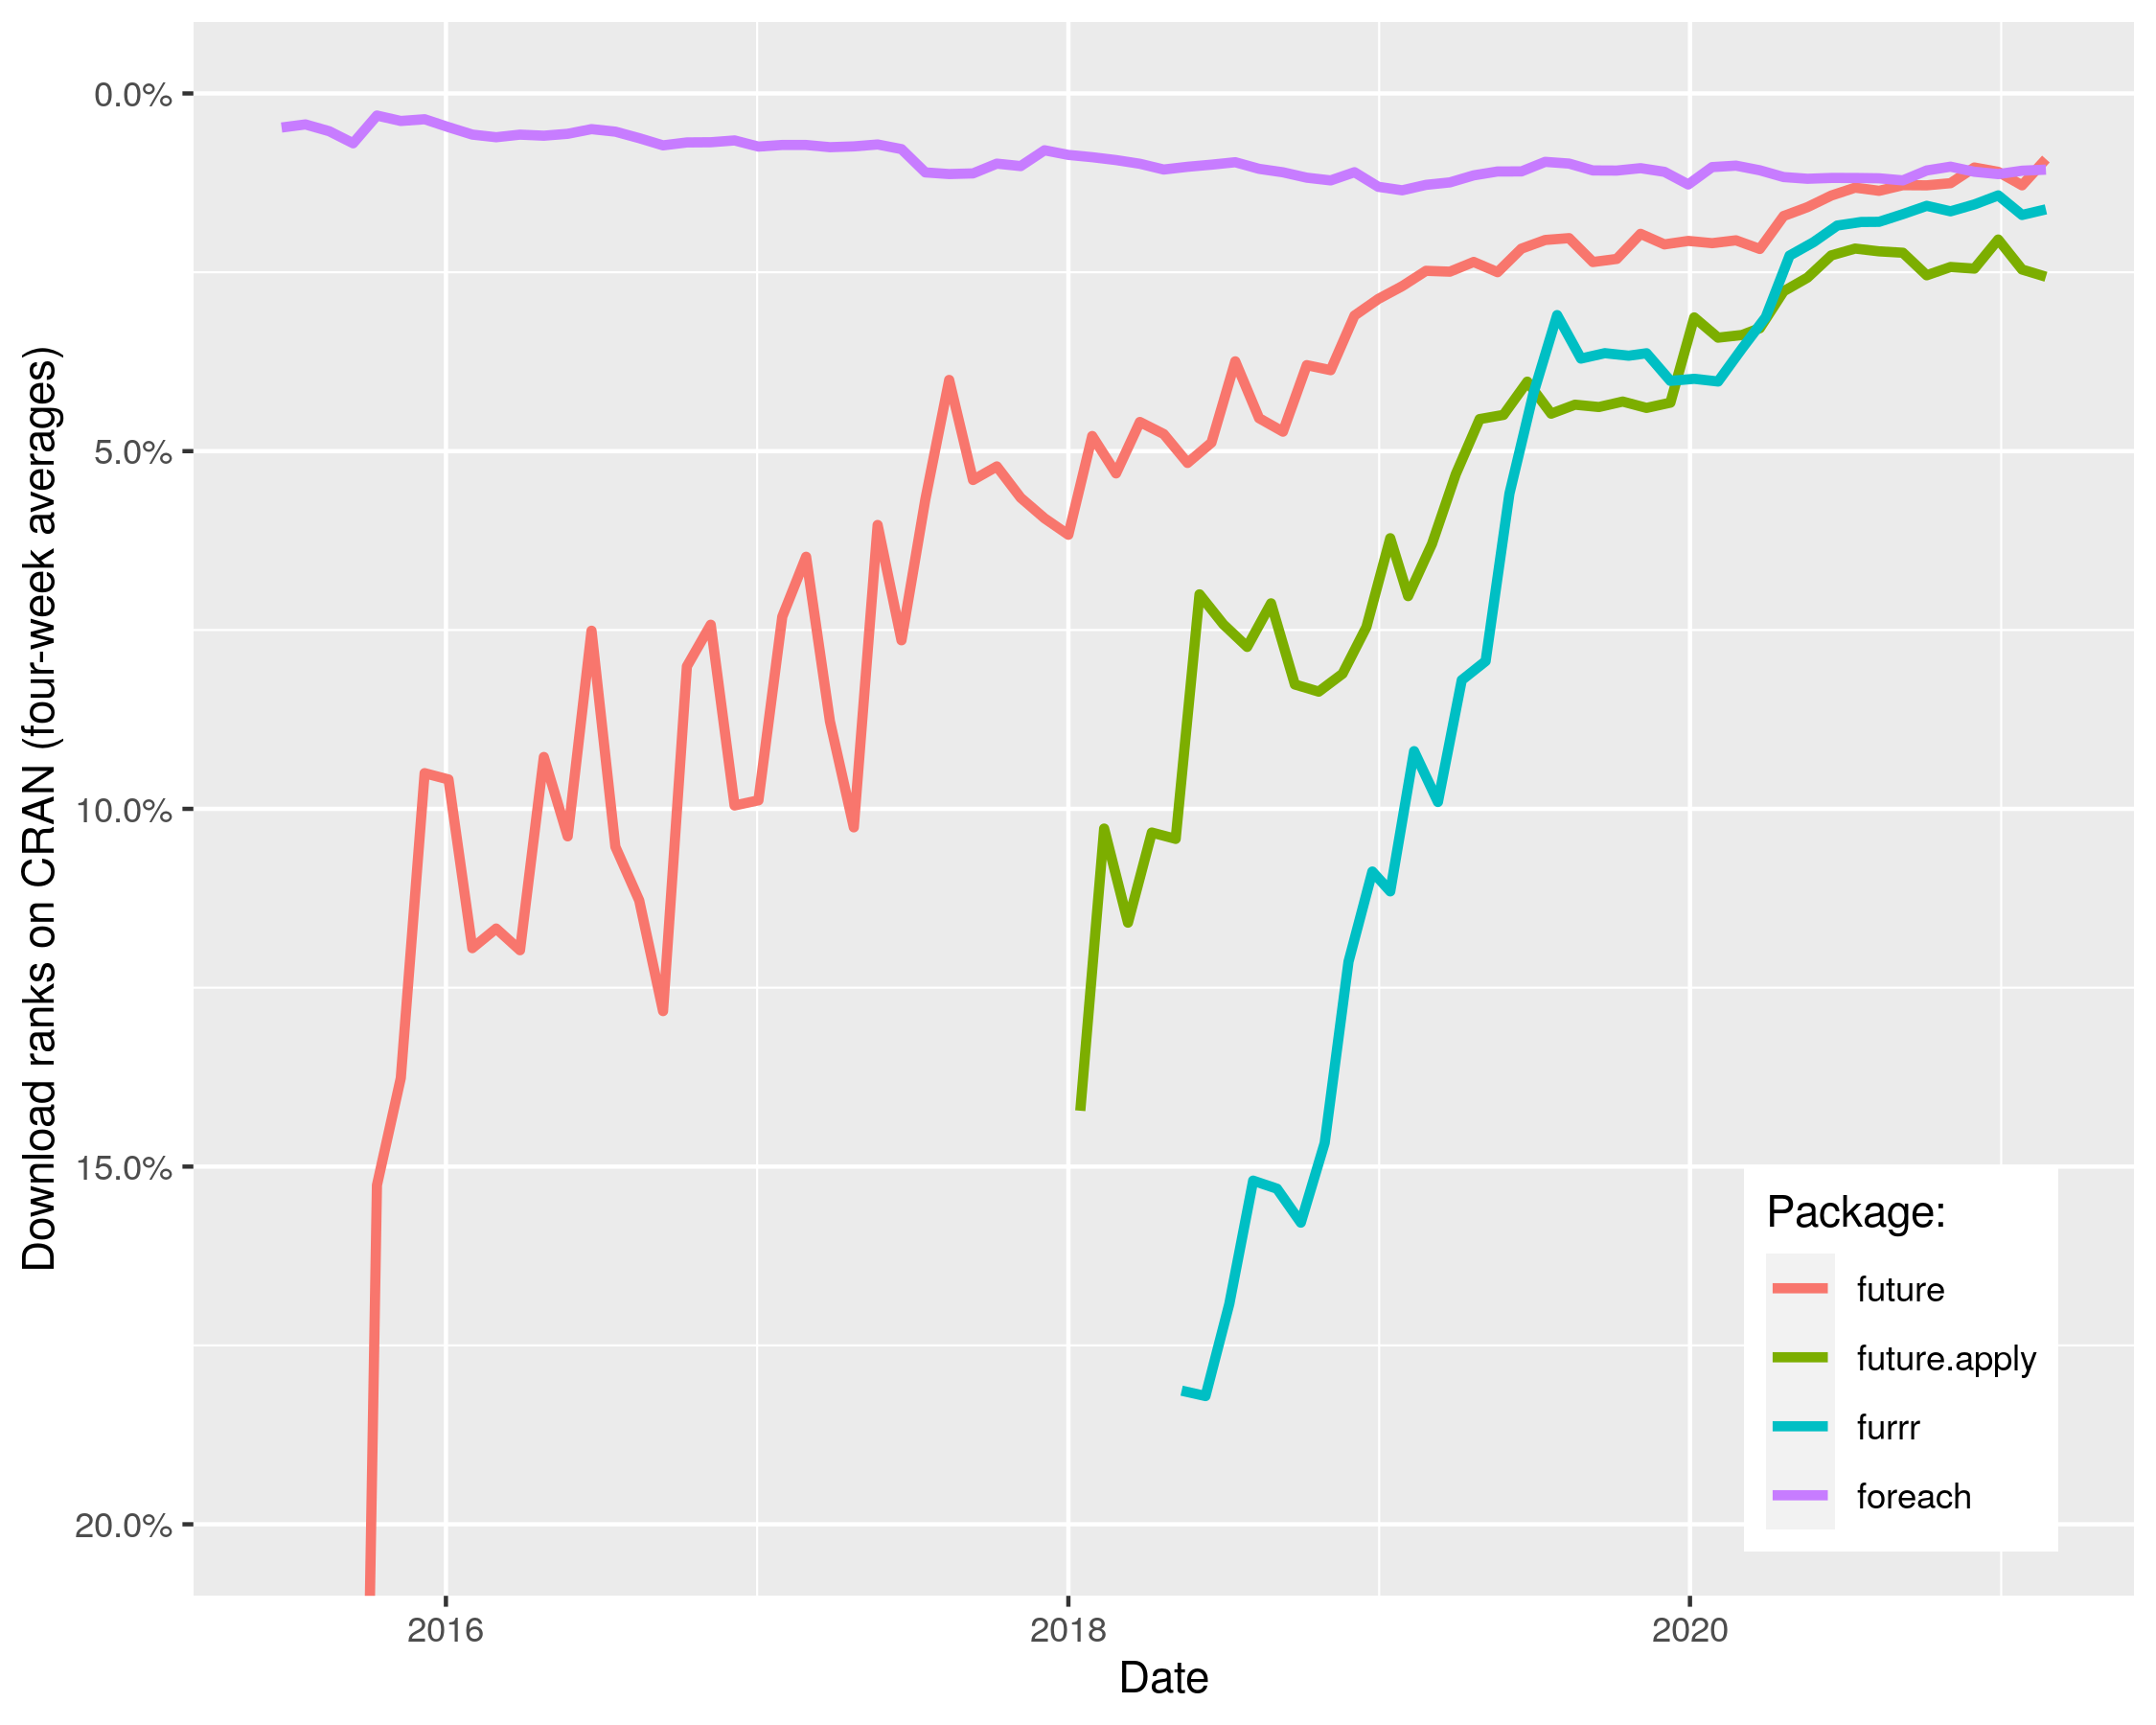 Download ranks on CRAN (four-week averages)
0.0%
5.0%
10.0%
15.0%
20.0%
Package:
future
future.apply
furrr
foreach
2016
2018
2020
Date